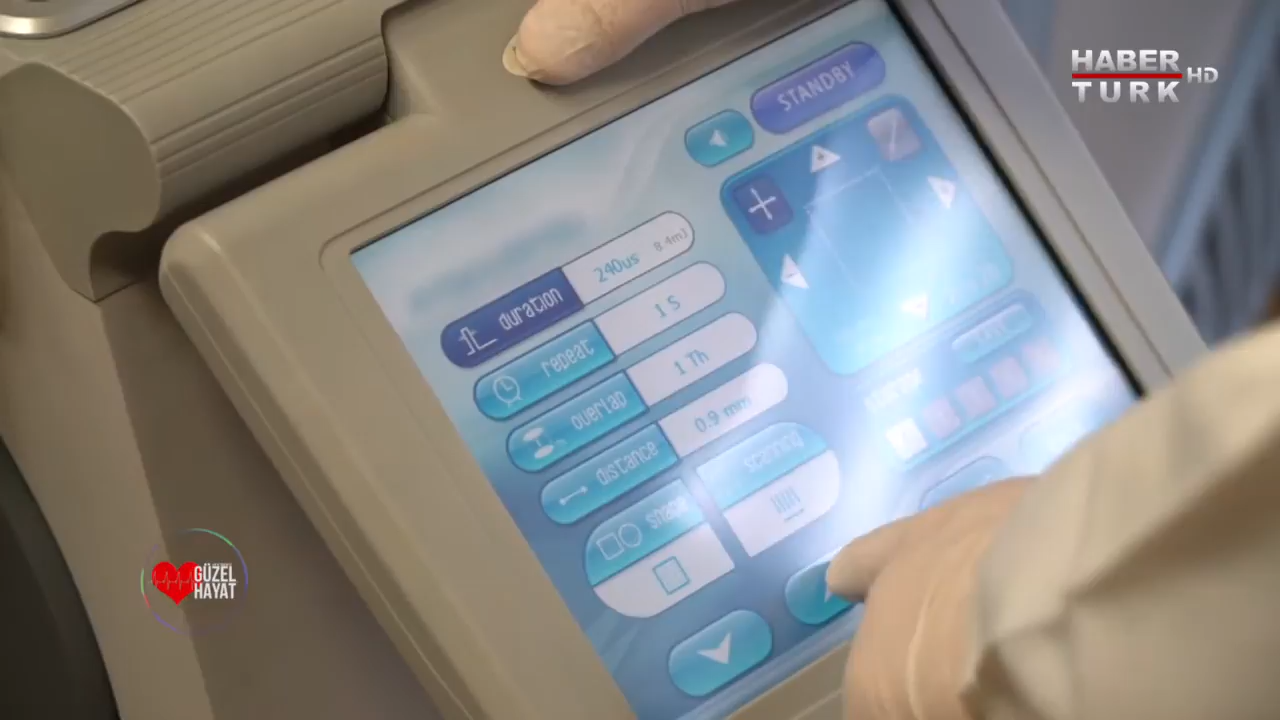 HABER
TURK HD
STANDBY
duration 240us 8.4mJ
repeat 1 S
overlap 1 Th
distance 0.9 mm
shape
scanning
GÜZEL
HAYAT